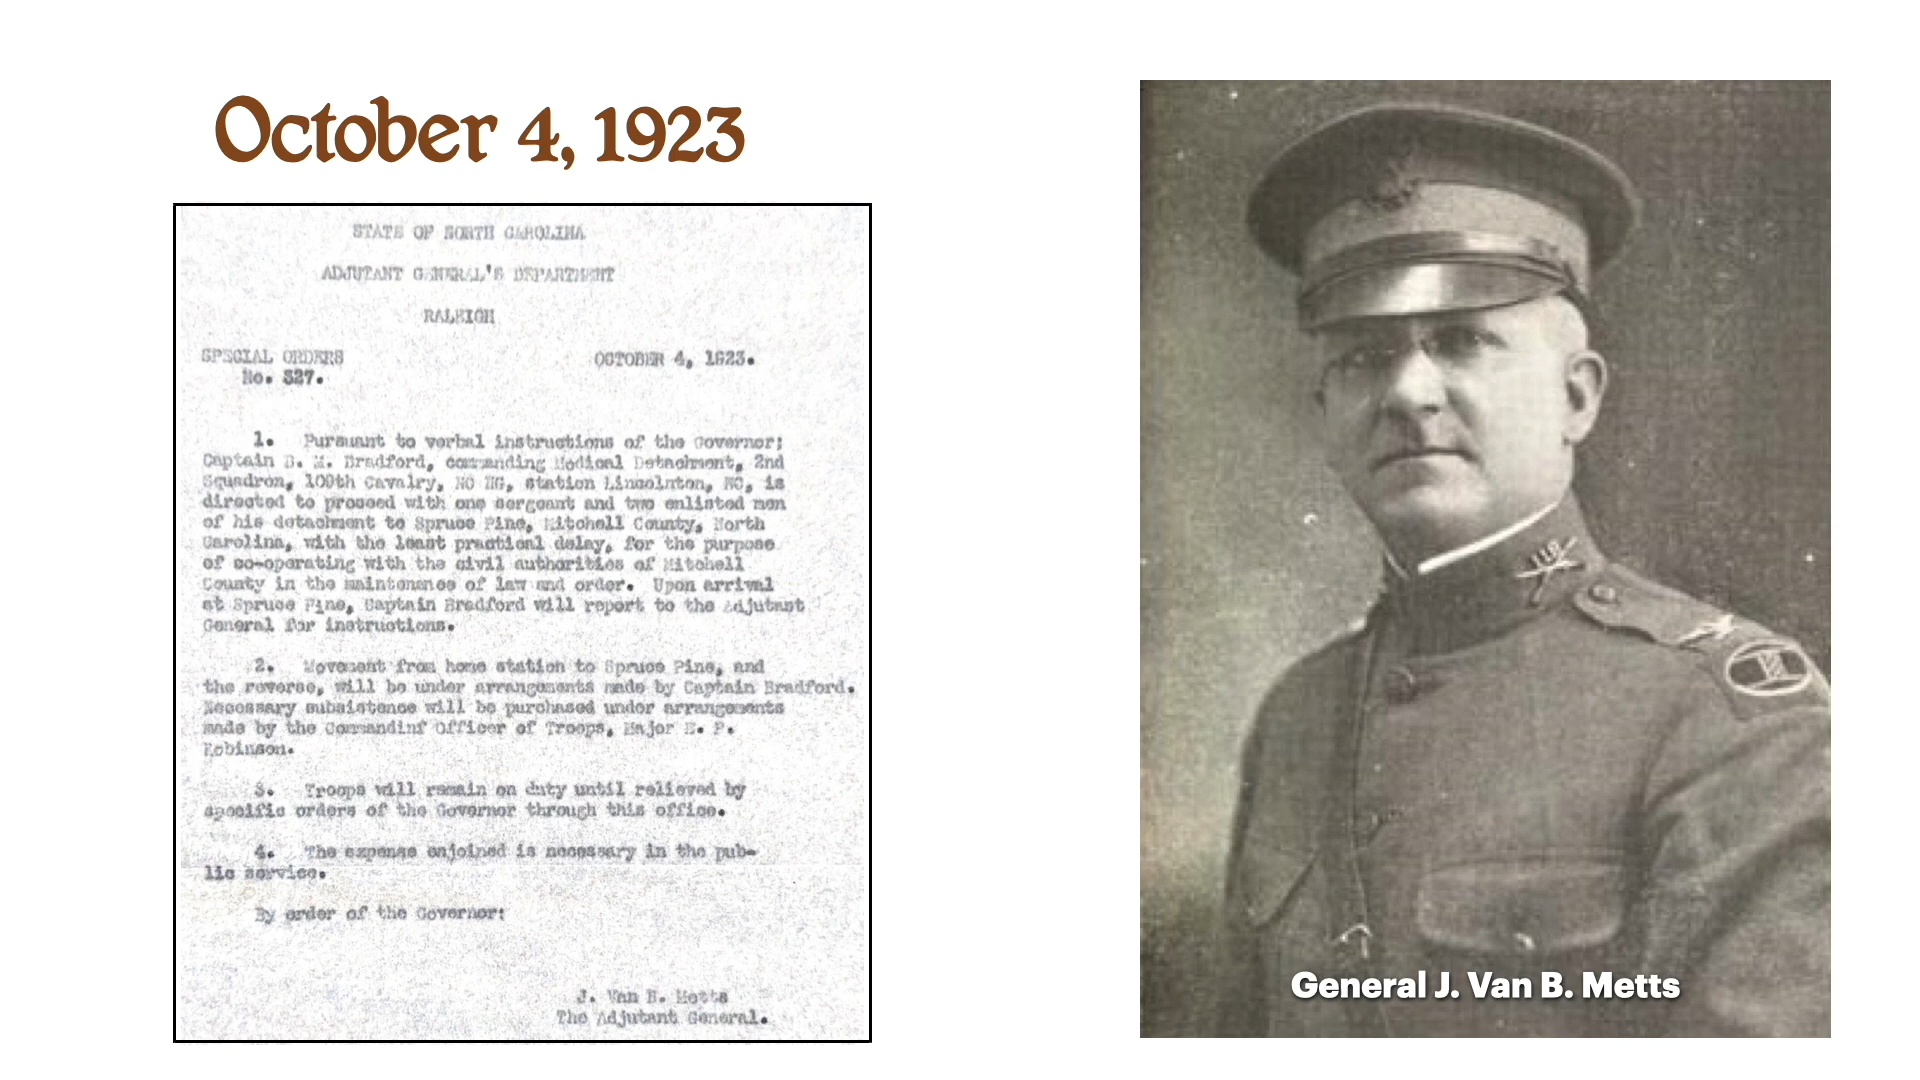 October 4, 1923
STATE OF NORTH CAROLINA
ADJUTANT GENERAL'S DEPARTMENT
RALEIGH
SPECIAL ORDERS OCTOBER 4, 1923.
No. 327.
1. Pursuant to verbal instructions of the Governor;
Captain B. M. Bradford, commanding Medical Detachment, 2nd
Squadron, 109th Cavalry, NC NG, station Lincolnton, NC, is
directed to proceed with one sergeant and two enlisted men
of his detachment to Spruce Pine, Mitchell County, North
Carolina, with the least practical delay, for the purpose
of co-operating with the civil authorities of Mitchell
County in the maintenance of law and order. Upon arrival
at Spruce Pine, Captain Bradford will report to the Adjutant
General for instructions.
2. Movement from home station to Spruce Pine, and
the reverse, will be under arrangements made by Captain Bradford.
Necessary subsistence will be purchased under arrangements
made by the Commandinf Officer of Troops, Major E. P.
Robinson.
3. Troops will remain on duty until relieved by
specific orders of the Governor through this office.
4. The expense enjoined is necessary in the pub-
lic service.
By order of the Governor:
J. Van B. Metts
The Adjutant General.
General J. Van B. Metts